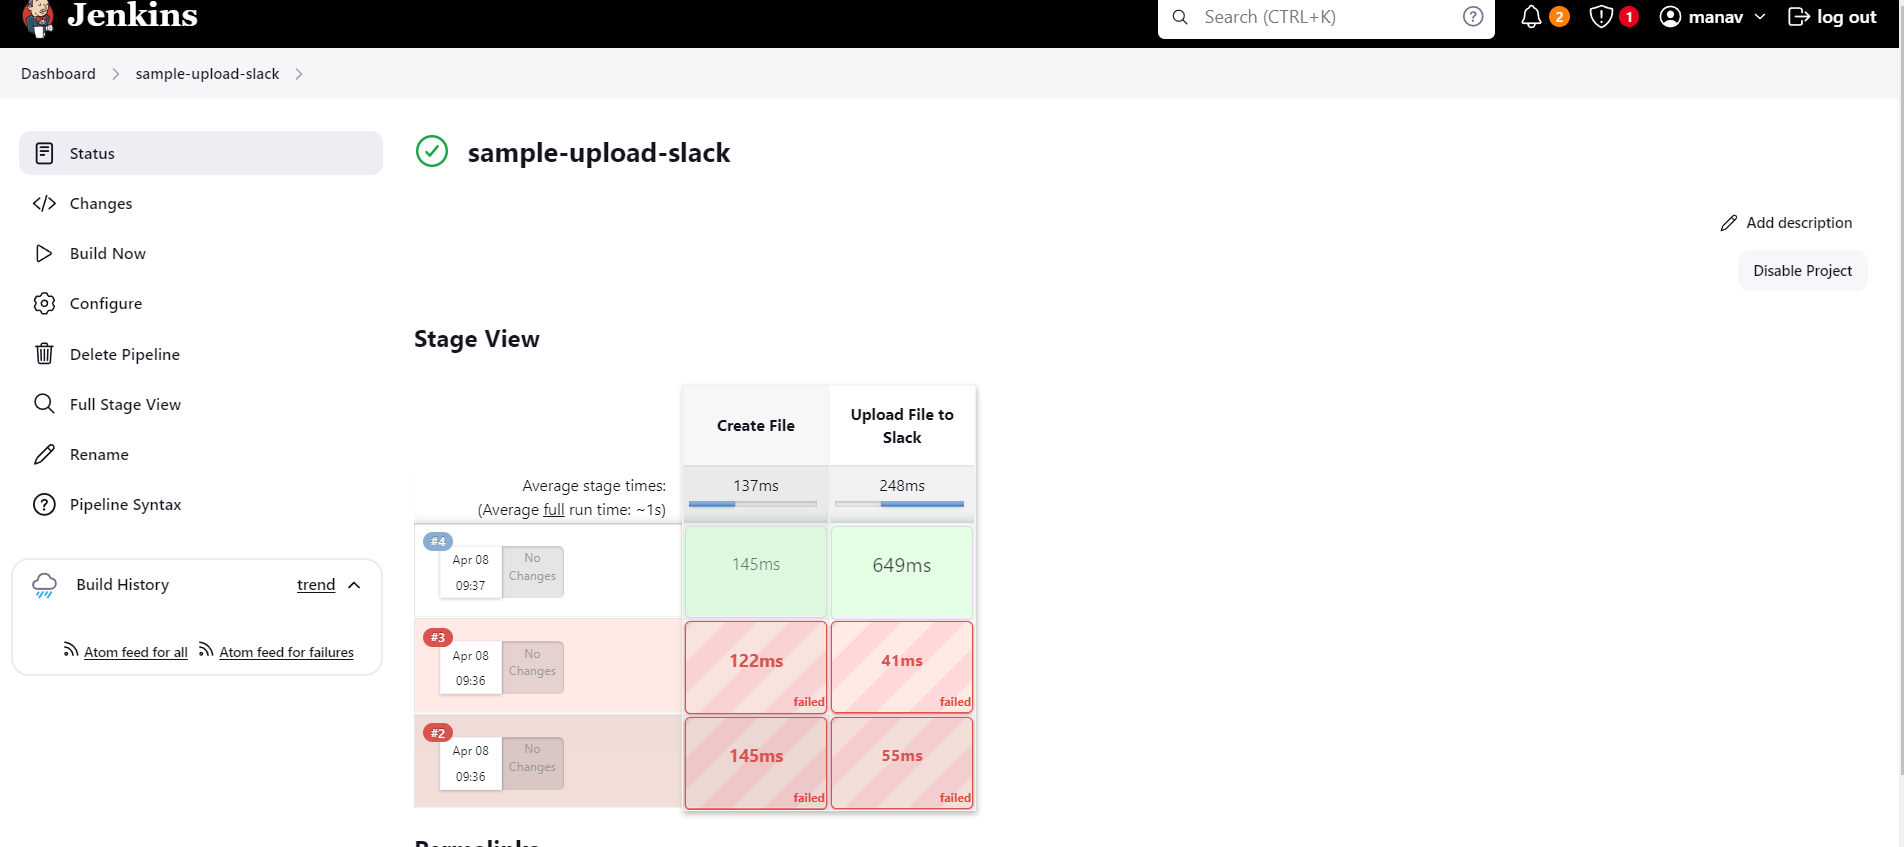 Jenkins
Search (CTRL+K)
2
1
manav
log out
Dashboard
sample-upload-slack
Status
Changes
Build Now
Configure
Delete Pipeline
Full Stage View
Rename
Pipeline Syntax
Build History
trend
Atom feed for all
Atom feed for failures
sample-upload-slack
Add description
Disable Project
Stage View
Create File
Upload File to
Slack
Average stage times:
(Average full run time: ~1s)
137ms
248ms
#4
Apr 08
09:37
No
Changes
145ms
649ms
#3
Apr 08
09:36
No
Changes
122ms
failed
41ms
failed
#2
Apr 08
09:36
No
Changes
145ms
failed
55ms
failed
Permalinks